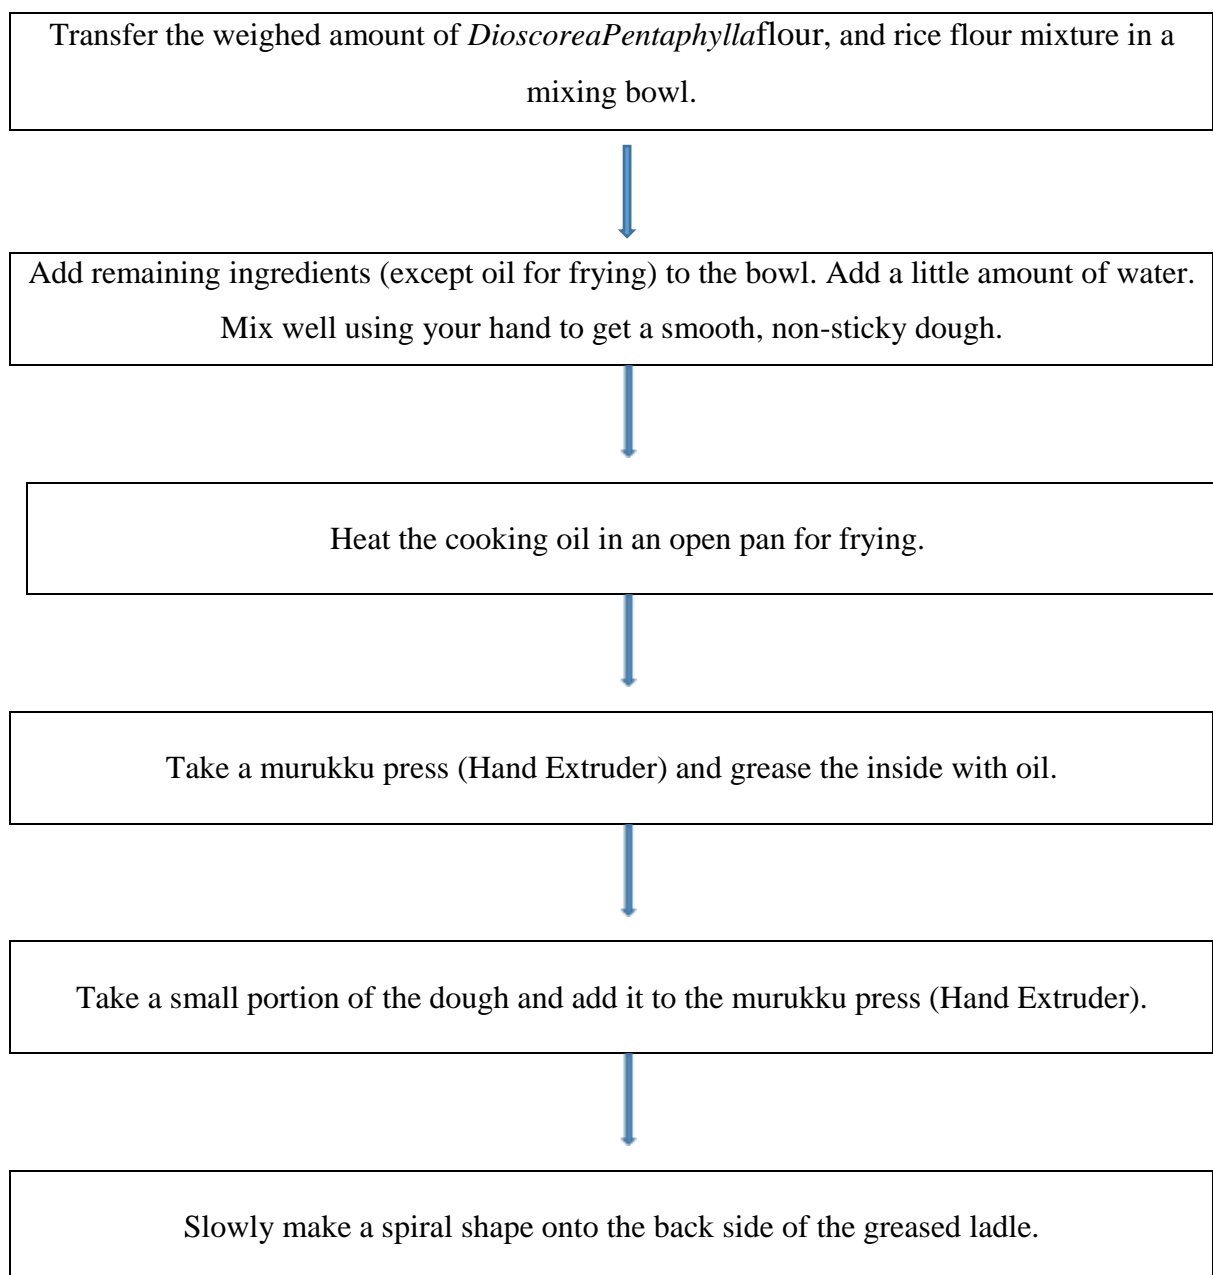 Transfer the weighed amount of DioscoreaPentaphyllaflour, and rice flour mixture in a
mixing bowl.
Add remaining ingredients (except oil for frying) to the bowl. Add a little amount of water.
Mix well using your hand to get a smooth, non-sticky dough.
Heat the cooking oil in an open pan for frying.
Take a murukku press (Hand Extruder) and grease the inside with oil.
Take a small portion of the dough and add it to the murukku press (Hand Extruder).
Slowly make a spiral shape onto the back side of the greased ladle.